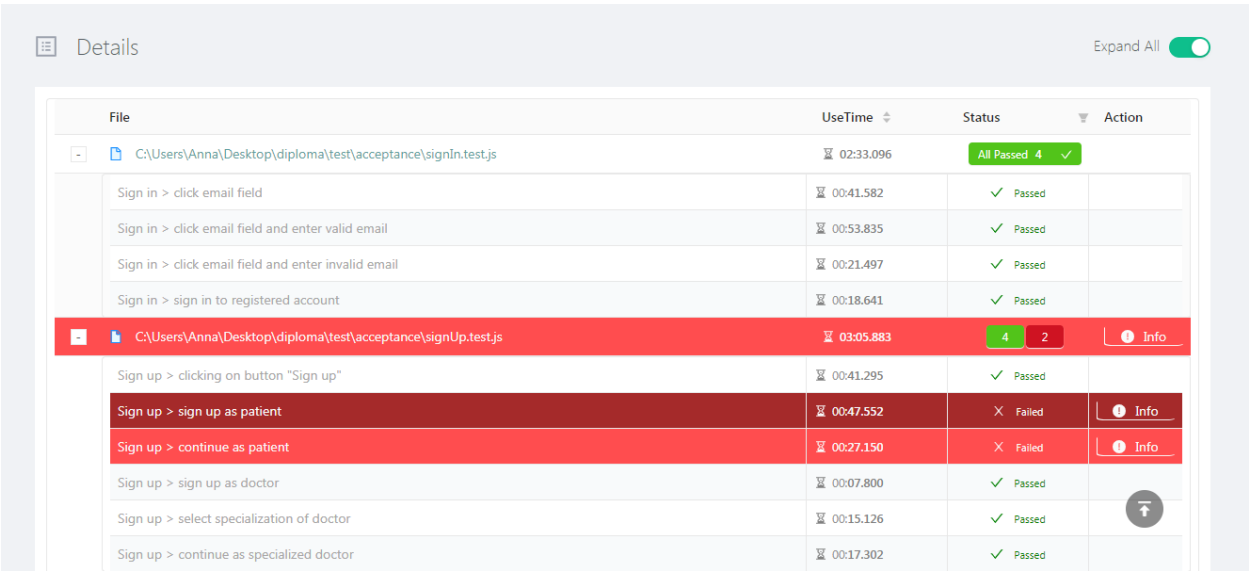 Details
Expand All
File UseTime Status Action
- C:\Users\Anna\Desktop\diploma\test\acceptance\signIn.test.js 02:33.096 All Passed 4
Sign in > click email field 00:41.582 Passed
Sign in > click email field and enter valid email 00:53.835 Passed
Sign in > click email field and enter invalid email 00:21.497 Passed
Sign in > sign in to registered account 00:18.641 Passed
- C:\Users\Anna\Desktop\diploma\test\acceptance\signUp.test.js 03:05.883 4 2 Info
Sign up > clicking on button "Sign up" 00:41.295 Passed
Sign up > sign up as patient 00:47.552 Failed Info
Sign up > continue as patient 00:27.150 Failed Info
Sign up > sign up as doctor 00:07.800 Passed
Sign up > select specialization of doctor 00:15.126 Passed
Sign up > continue as specialized doctor 00:17.302 Passed